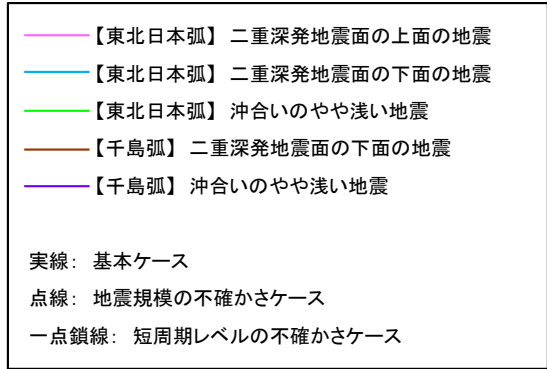 【東北日本弧】 二重深発地震面の上面の地震
【東北日本弧】 二重深発地震面の下面の地震
【東北日本弧】 沖合いのやや浅い地震
【千島弧】 二重深発地震面の下面の地震
【千島弧】 沖合いのやや浅い地震
実線: 基本ケース
点線: 地震規模の不確かさケース
一点鎖線: 短周期レベルの不確かさケース